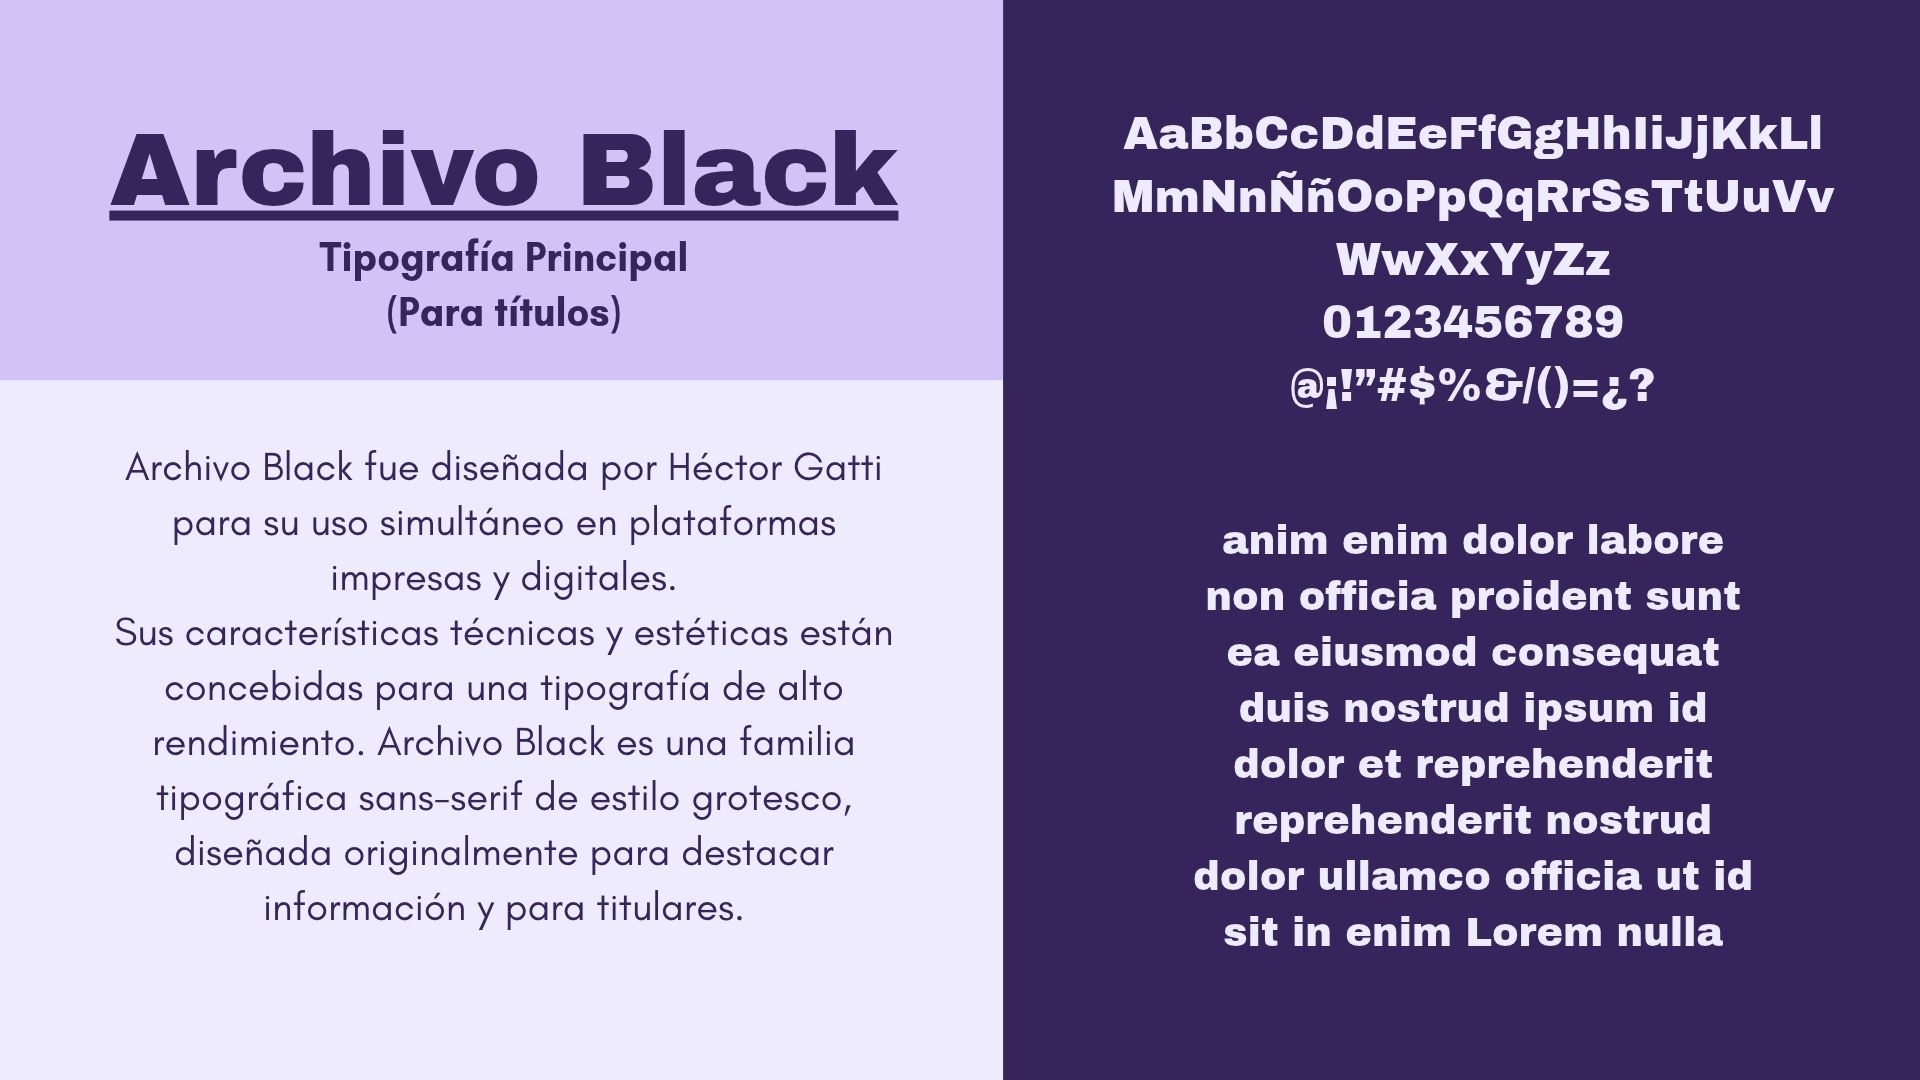 Archivo Black
Tipografía Principal
(Para títulos)
Archivo Black fue diseñada por Héctor Gatti
para su uso simultáneo en plataformas
impresas y digitales.
Sus características técnicas y estéticas están
concebidas para una tipografía de alto
rendimiento. Archivo Black es una familia
tipográfica sans-serif de estilo grotesco,
diseñada originalmente para destacar
información y para titulares.
AaBbCcDdEeFfGgHhIiJjKkLl
MmNnÑñOoPpQqRrSsTtUuVv
WwXxYyZz
0123456789
@¡!”#$%&/()=¿?
anim enim dolor labore
non officia proident sunt
ea eiusmod consequat
duis nostrud ipsum id
dolor et reprehenderit
reprehenderit nostrud
dolor ullamco officia ut id
sit in enim Lorem nulla